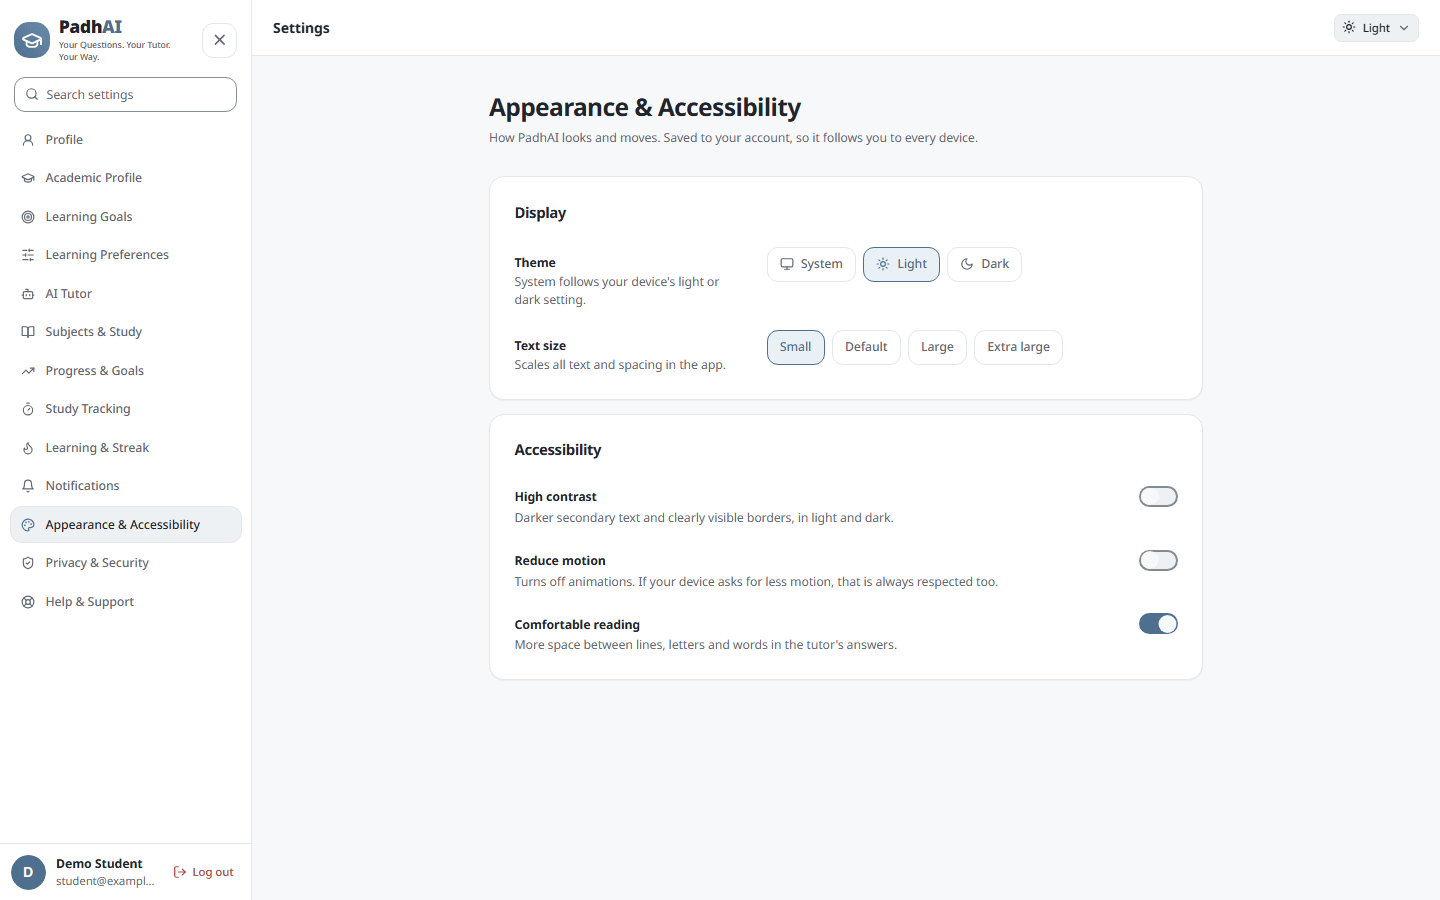 PadhAI
Your Questions. Your Tutor.
Your Way.
Search settings
Profile
Academic Profile
Learning Goals
Learning Preferences
AI Tutor
Subjects & Study
Progress & Goals
Study Tracking
Learning & Streak
Notifications
Appearance & Accessibility
Privacy & Security
Help & Support
D
Demo Student
student@exampl...
Log out
Settings
Light
Appearance & Accessibility
How PadhAI looks and moves. Saved to your account, so it follows you to every device.
Display
Theme
System follows your device's light or
dark setting.
System
Light
Dark
Text size
Scales all text and spacing in the app.
Small
Default
Large
Extra large
Accessibility
High contrast
Darker secondary text and clearly visible borders, in light and dark.
Reduce motion
Turns off animations. If your device asks for less motion, that is always respected too.
Comfortable reading
More space between lines, letters and words in the tutor's answers.